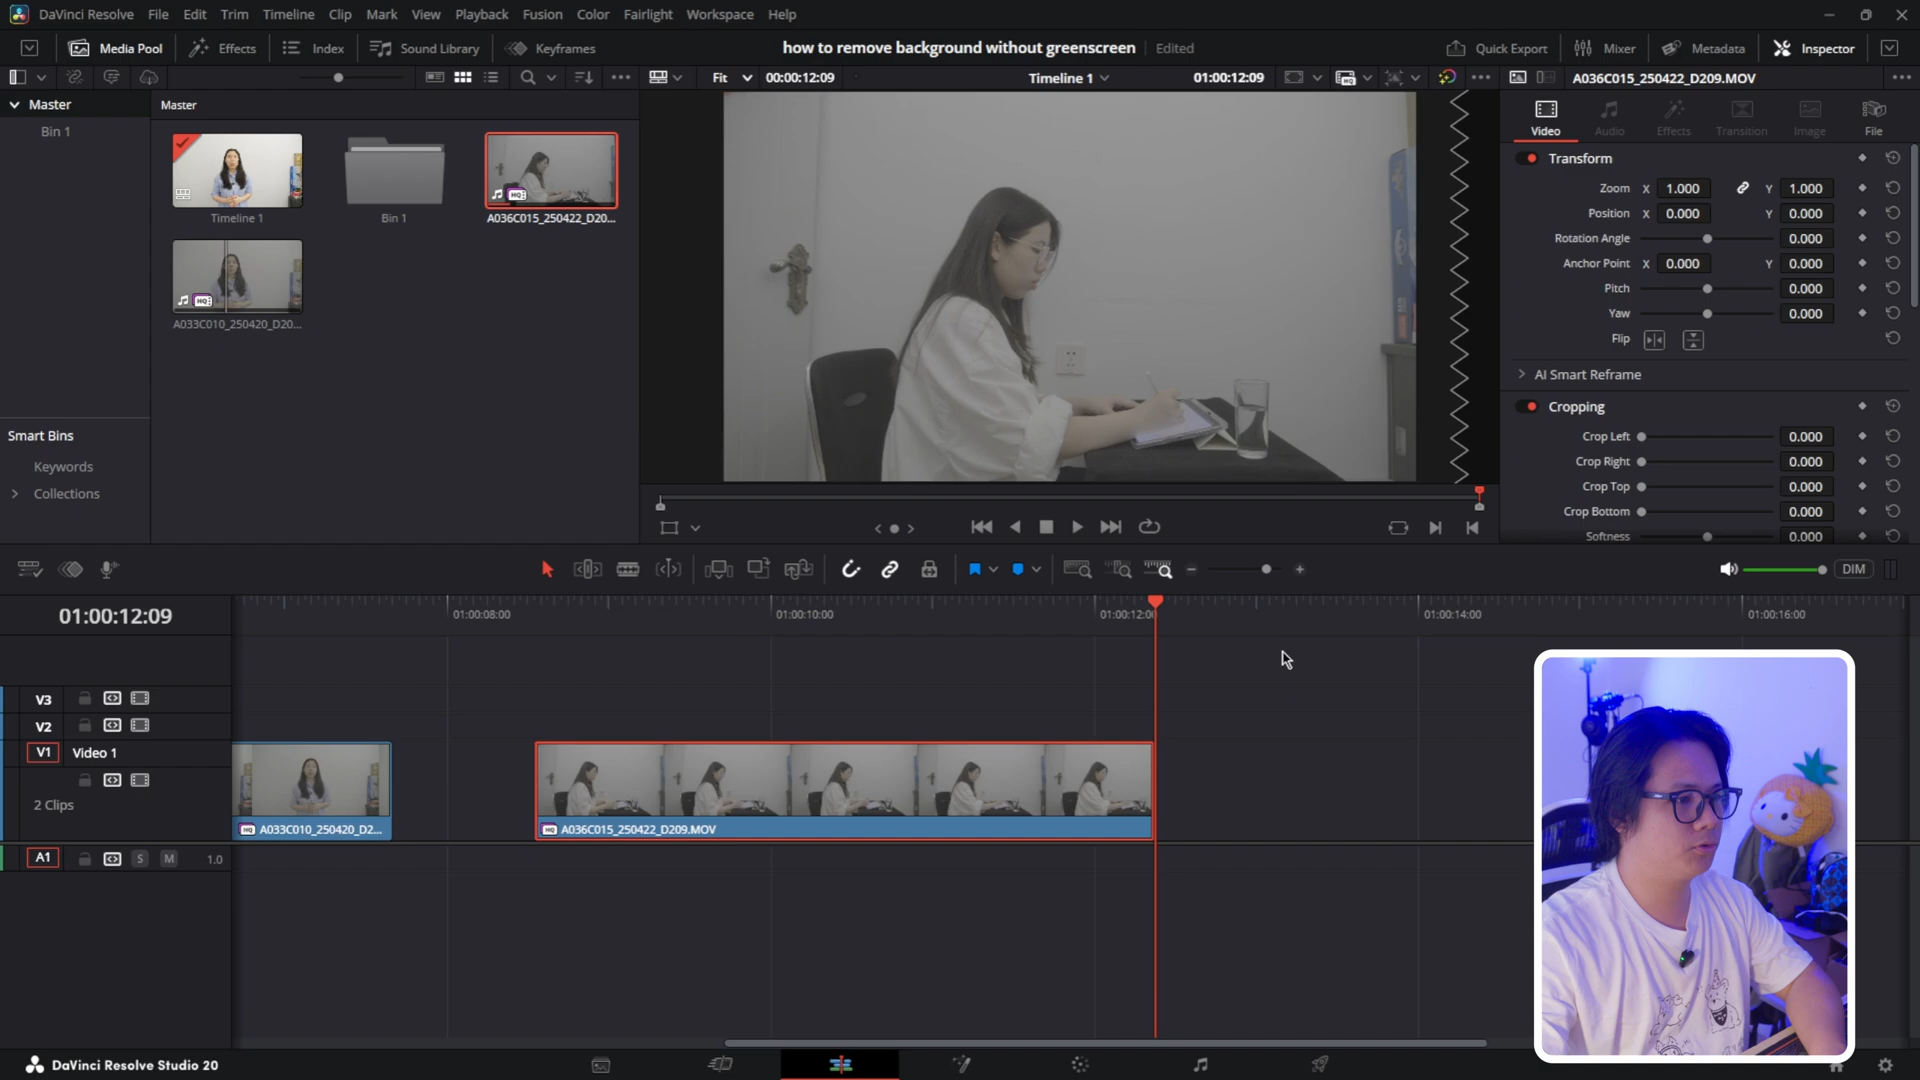 DaVinci Resolve File Edit Trim Timeline Clip Mark View Playback Fusion Color Fairlight Workspace Help
Media Pool Effects Index Sound Library Keyframes how to remove background without greenscreen Edited Quick Export Mixer Metadata Inspector
Fit 00:00:12:09 Timeline 1 01:00:12:09 A036C015_250422_D209.MOV
Master
Bin 1
Master
Timeline 1
Bin 1
A036C015_250422_D20...
A033C010_250420_D20...
Smart Bins
Keywords
Collections
Video Audio Effects Transition Image File
Transform
Zoom X 1.000 Y 1.000
Position X 0.000 Y 0.000
Rotation Angle 0.000
Anchor Point X 0.000 Y 0.000
Pitch 0.000
Yaw 0.000
Flip
AI Smart Reframe
Cropping
Crop Left 0.000
Crop Right 0.000
Crop Top 0.000
Crop Bottom 0.000
Softness 0.000
DIM
01:00:12:09
01:00:08:00 01:00:10:00 01:00:12:00 01:00:14:00 01:00:16:00
V3
V2
V1 Video 1
2 Clips
HQ A033C010_250420_D2...
HQ A036C015_250422_D209.MOV
A1 S M 1.0
DaVinci Resolve Studio 20